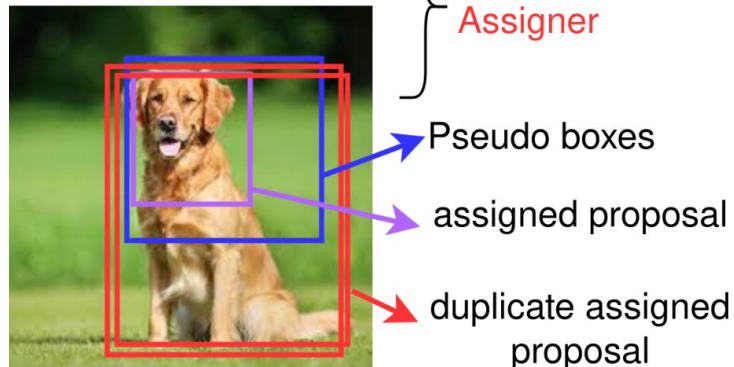 Assigner
Pseudo boxes
assigned proposal
duplicate assigned
proposal